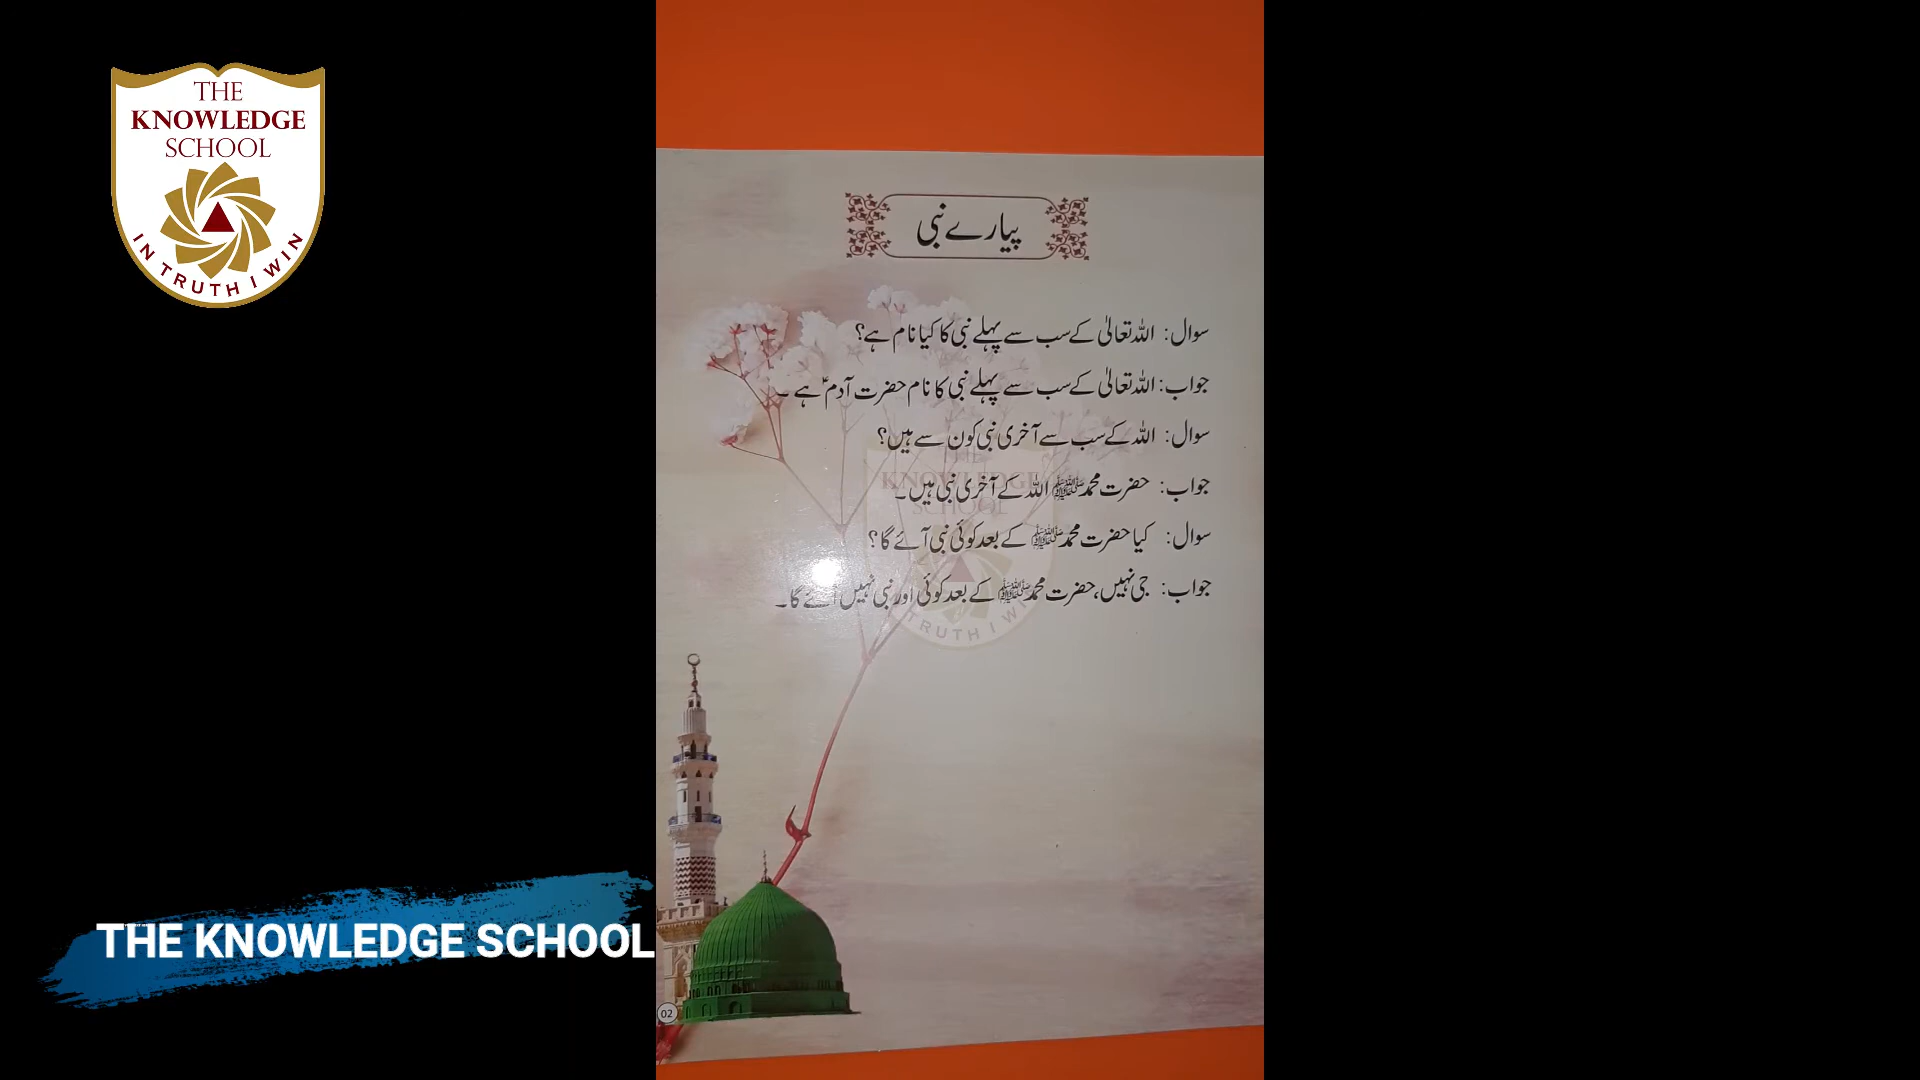 THE
KNOWLEDGE
SCHOOL
IN TRUTH I WIN
پیارے نبی
سوال: اللہ تعالیٰ کے سب سے پہلے نبی کا کیا نام ہے؟
جواب: اللہ تعالیٰ کے سب سے پہلے نبی کا نام حضرت آدمؑ ہے۔
سوال: اللہ کے سب سے آخری نبی کون سے ہیں؟
جواب: حضرت محمد ﷺ اللہ کے آخری نبی ہیں۔
سوال: کیا حضرت محمد ﷺ کے بعد کوئی نبی آئے گا؟
جواب: جی نہیں، حضرت محمد ﷺ کے بعد کوئی اور نبی نہیں آئے گا۔
KNOWLEDGE
SCHOOL
TRUTH I WIN
THE KNOWLEDGE SCHOOL
02